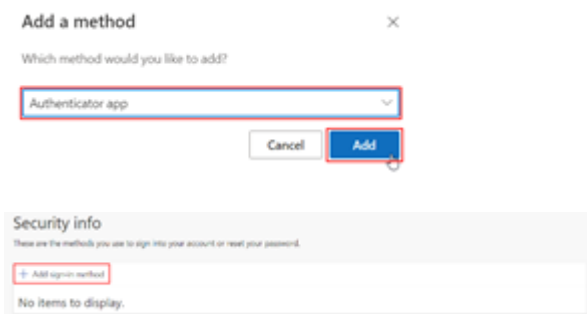 Add a method
Which method would you like to add?
Authenticator app
Cancel
Add
Security info
These are the methods you use to sign into your account or reset your password.
+ Add sign-in method
No items to display.